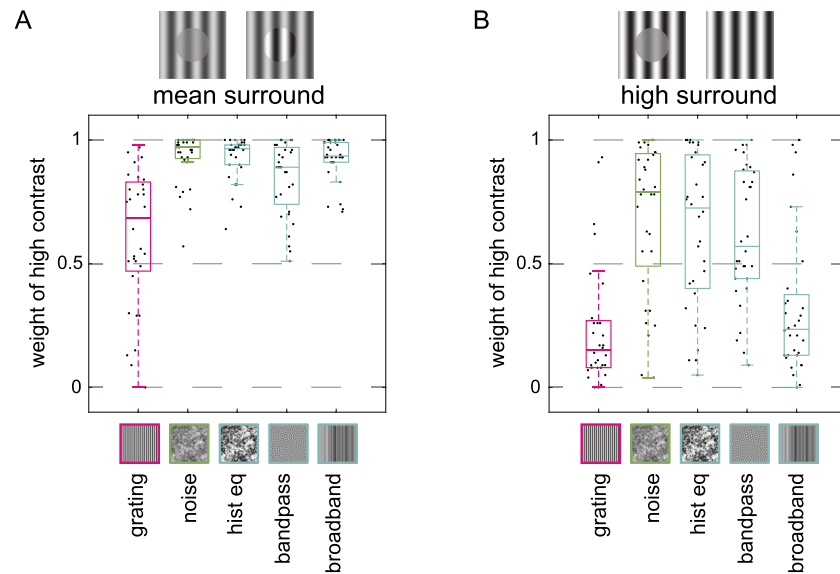 A
mean surround
weight of high contrast
1
0.5
0
grating
noise
hist eq
bandpass
broadband
B
high surround
weight of high contrast
1
0.5
0
grating
noise
hist eq
bandpass
broadband